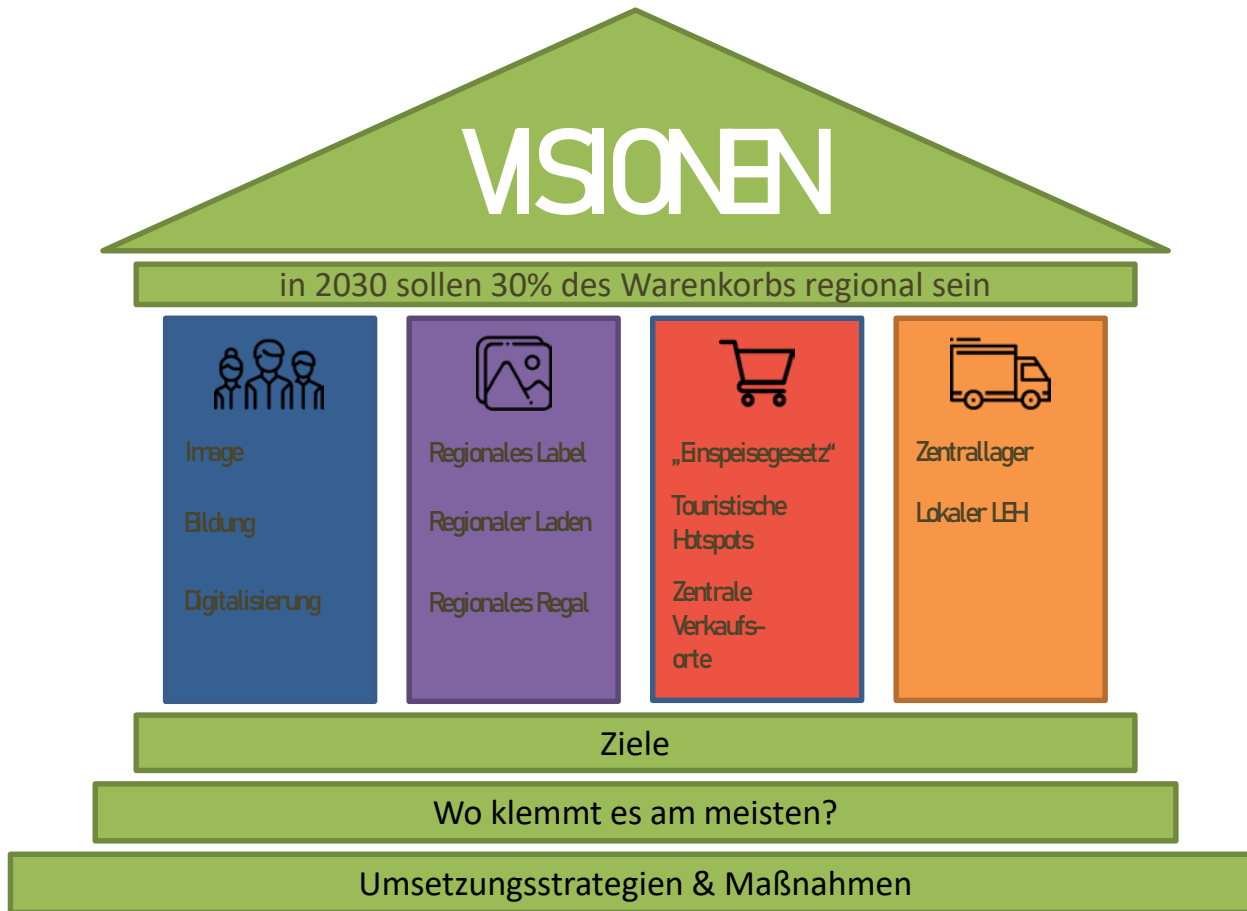 VISIONEN
in 2030 sollen 30% des Warenkorbs regional sein
Image
Bildung
Digitalisierung
Regionales Label
Regionaler Laden
Regionales Regal
„Einspeisegesetz“
Touristische
Hotspots
Zentrale
Verkaufs-
orte
Zentrallager
Lokaler LEH
Ziele
Wo klemmt es am meisten?
Umsetzungsstrategien & Maßnahmen